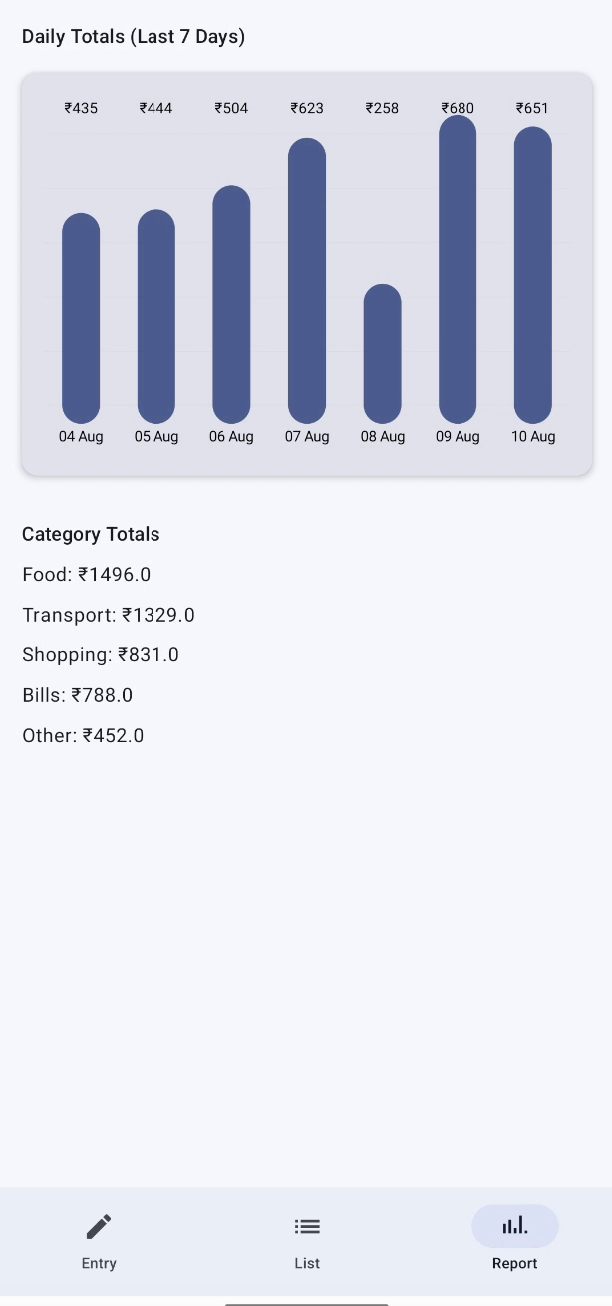 Daily Totals (Last 7 Days)
₹435 ₹444 ₹504 ₹623 ₹258 ₹680 ₹651
04 Aug 05 Aug 06 Aug 07 Aug 08 Aug 09 Aug 10 Aug
Category Totals
Food: ₹1496.0
Transport: ₹1329.0
Shopping: ₹831.0
Bills: ₹788.0
Other: ₹452.0
Entry List Report